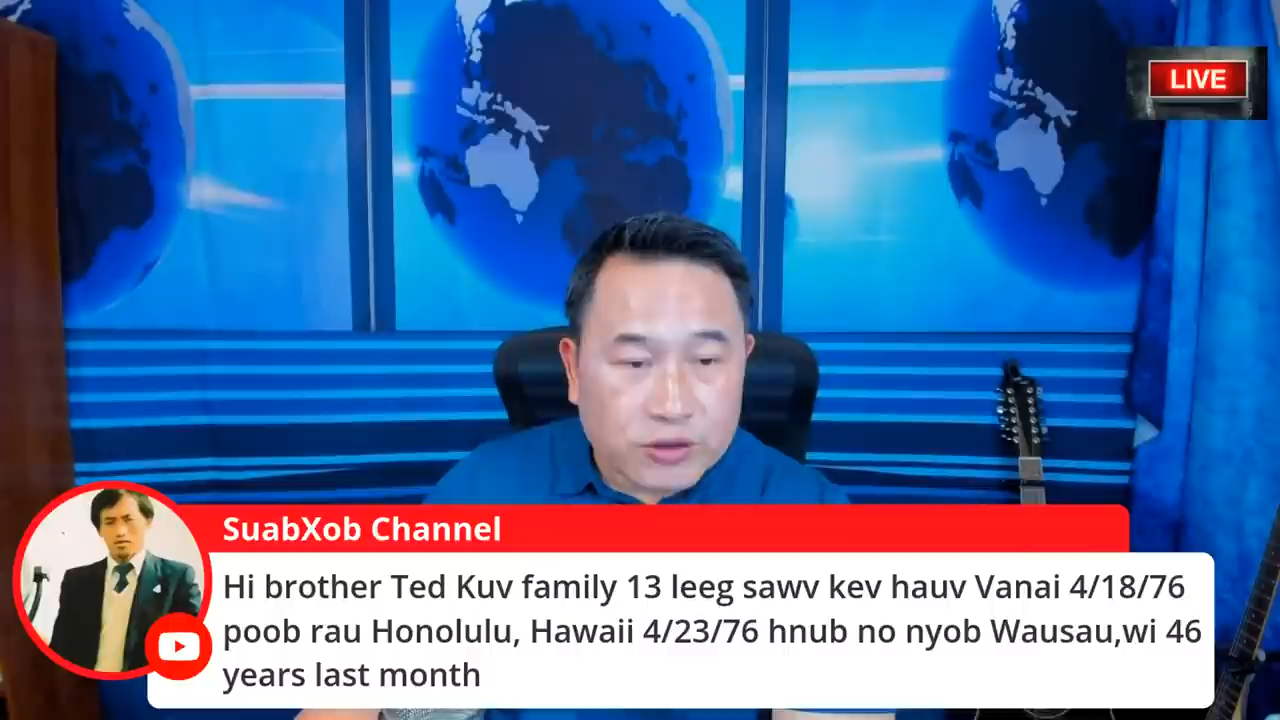 LIVE
SuabXob Channel
Hi brother Ted Kuv family 13 leeg sawv kev hauv Vanai 4/18/76
poob rau Honolulu, Hawaii 4/23/76 hnub no nyob Wausau,wi 46
years last month